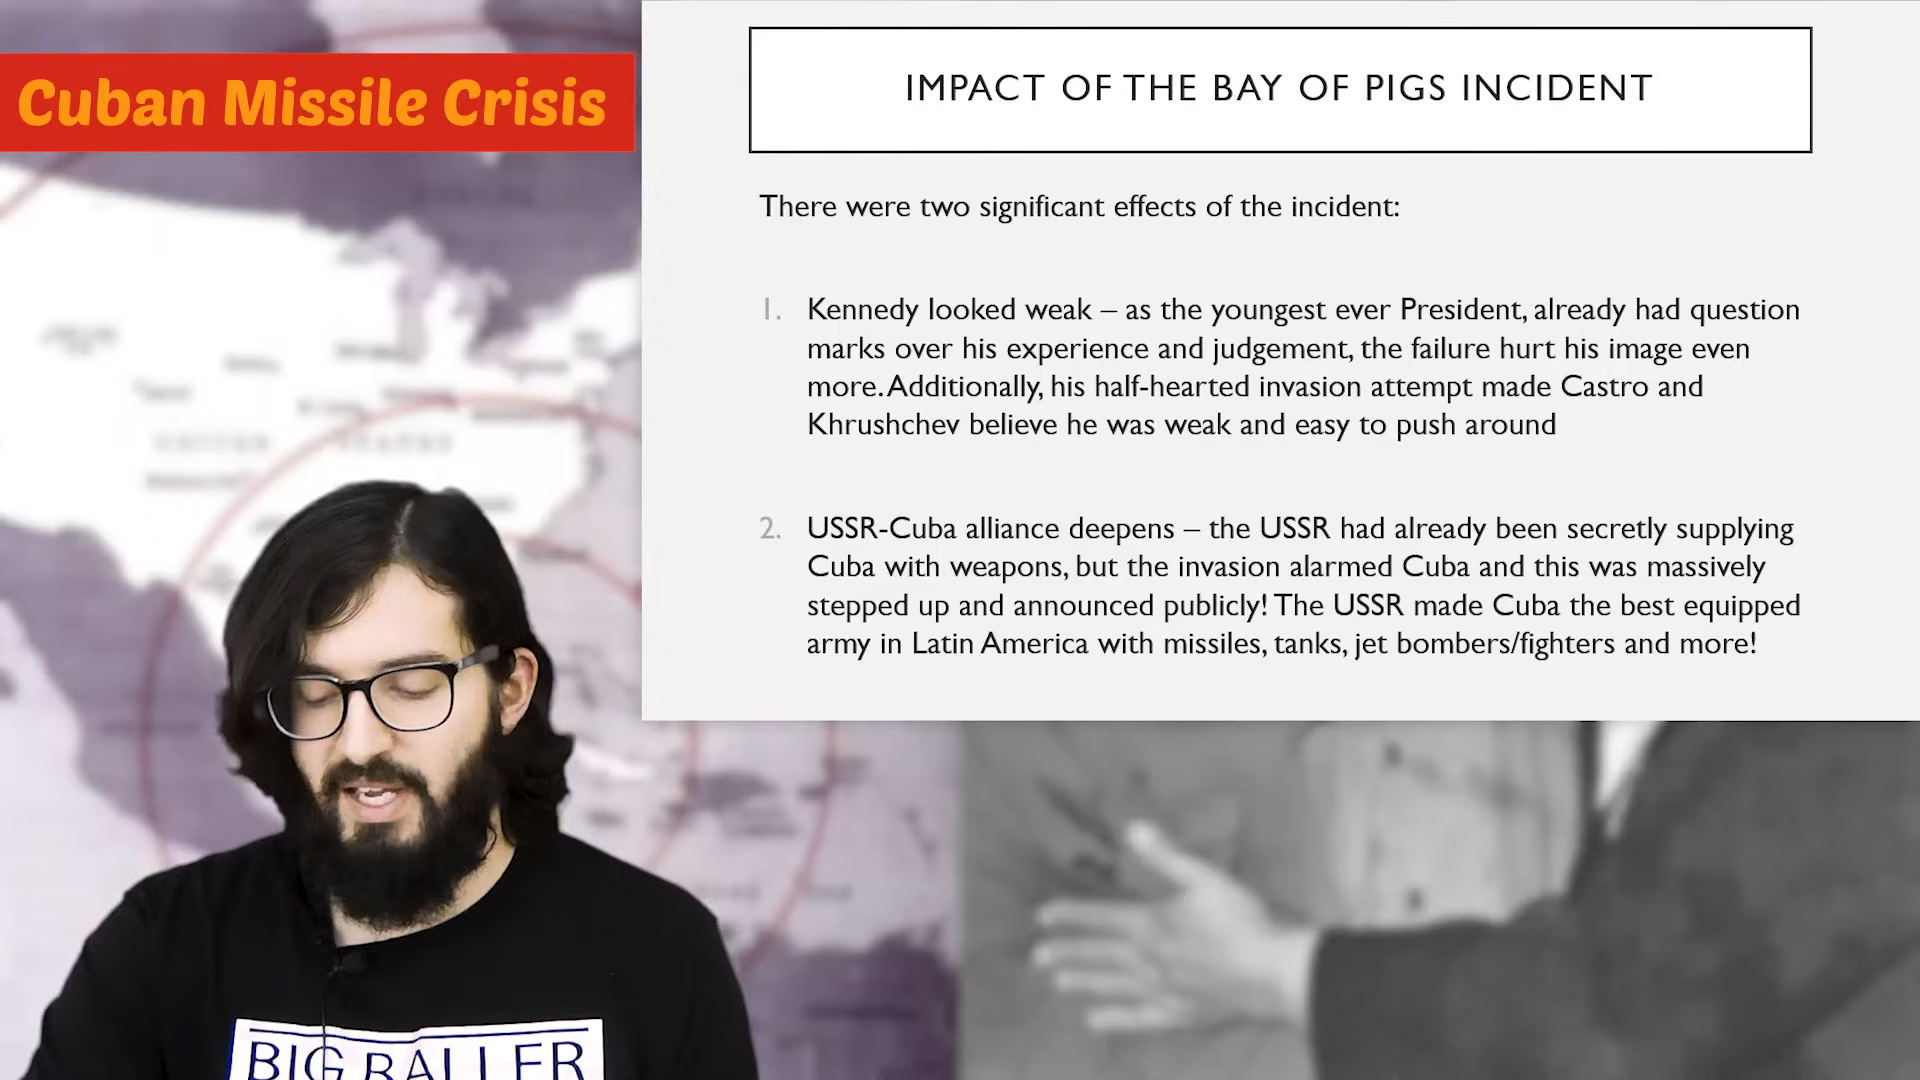 Cuban Missile Crisis
IMPACT OF THE BAY OF PIGS INCIDENT
There were two significant effects of the incident:
1. Kennedy looked weak – as the youngest ever President, already had question
marks over his experience and judgement, the failure hurt his image even
more. Additionally, his half-hearted invasion attempt made Castro and
Khrushchev believe he was weak and easy to push around
2. USSR-Cuba alliance deepens – the USSR had already been secretly supplying
Cuba with weapons, but the invasion alarmed Cuba and this was massively
stepped up and announced publicly! The USSR made Cuba the best equipped
army in Latin America with missiles, tanks, jet bombers/fighters and more!
BIG BALLER